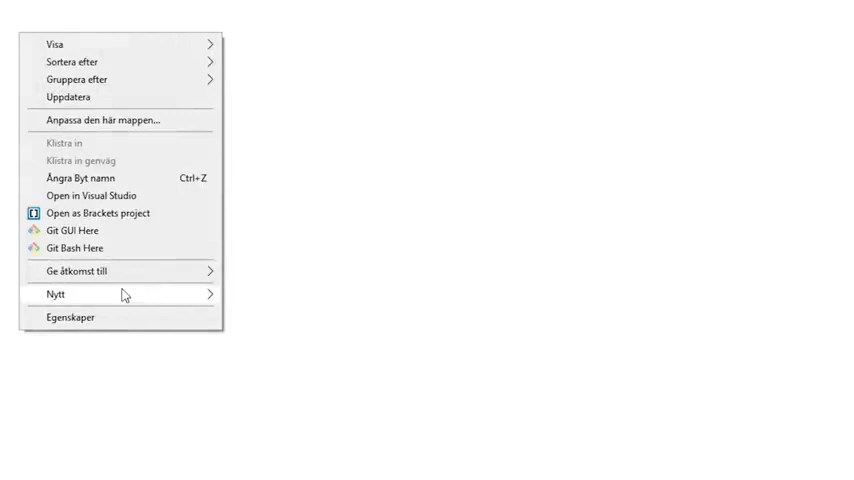 Visa
Sortera efter
Gruppera efter
Uppdatera
Anpassa den här mappen...
Klistra in
Klistra in genväg
Ångra Byt namn Ctrl+Z
Open in Visual Studio
Open as Brackets project
Git GUI Here
Git Bash Here
Ge åtkomst till
Nytt
Egenskaper